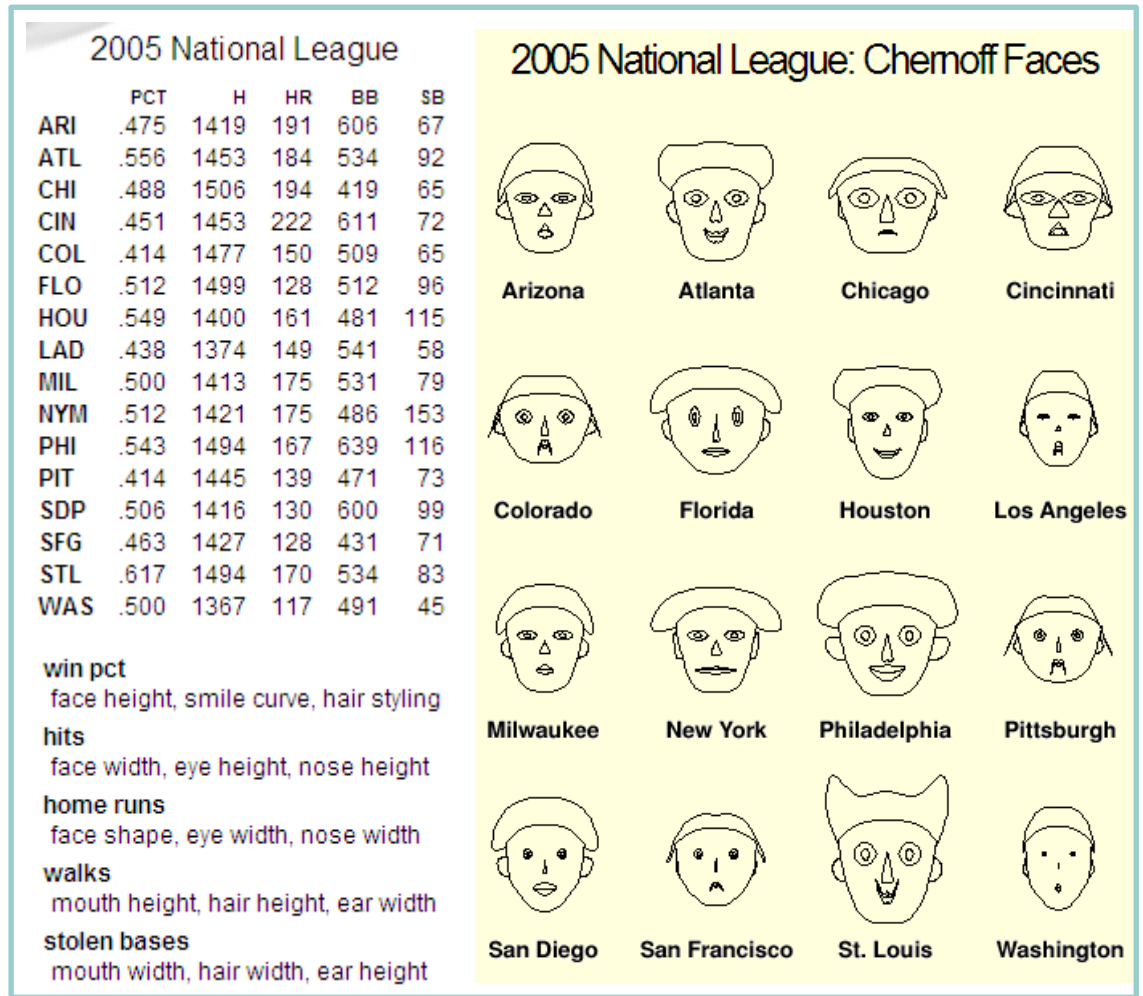 2005 National League
PCT H HR BB SB
ARI .475 1419 191 606 67
ATL .556 1453 184 534 92
CHI .488 1506 194 419 65
CIN .451 1453 222 611 72
COL .414 1477 150 509 65
FLO .512 1499 128 512 96
HOU .549 1400 161 481 115
LAD .438 1374 149 541 58
MIL .500 1413 175 531 79
NYM .512 1421 175 486 153
PHI .543 1494 167 639 116
PIT .414 1445 139 471 73
SDP .506 1416 130 600 99
SFG .463 1427 128 431 71
STL .617 1494 170 534 83
WAS .500 1367 117 491 45
win pct
face height, smile curve, hair styling
hits
face width, eye height, nose height
home runs
face shape, eye width, nose width
walks
mouth height, hair height, ear width
stolen bases
mouth width, hair width, ear height
2005 National League: Chernoff Faces
Arizona Atlanta Chicago Cincinnati
Colorado Florida Houston Los Angeles
Milwaukee New York Philadelphia Pittsburgh
San Diego San Francisco St. Louis Washington